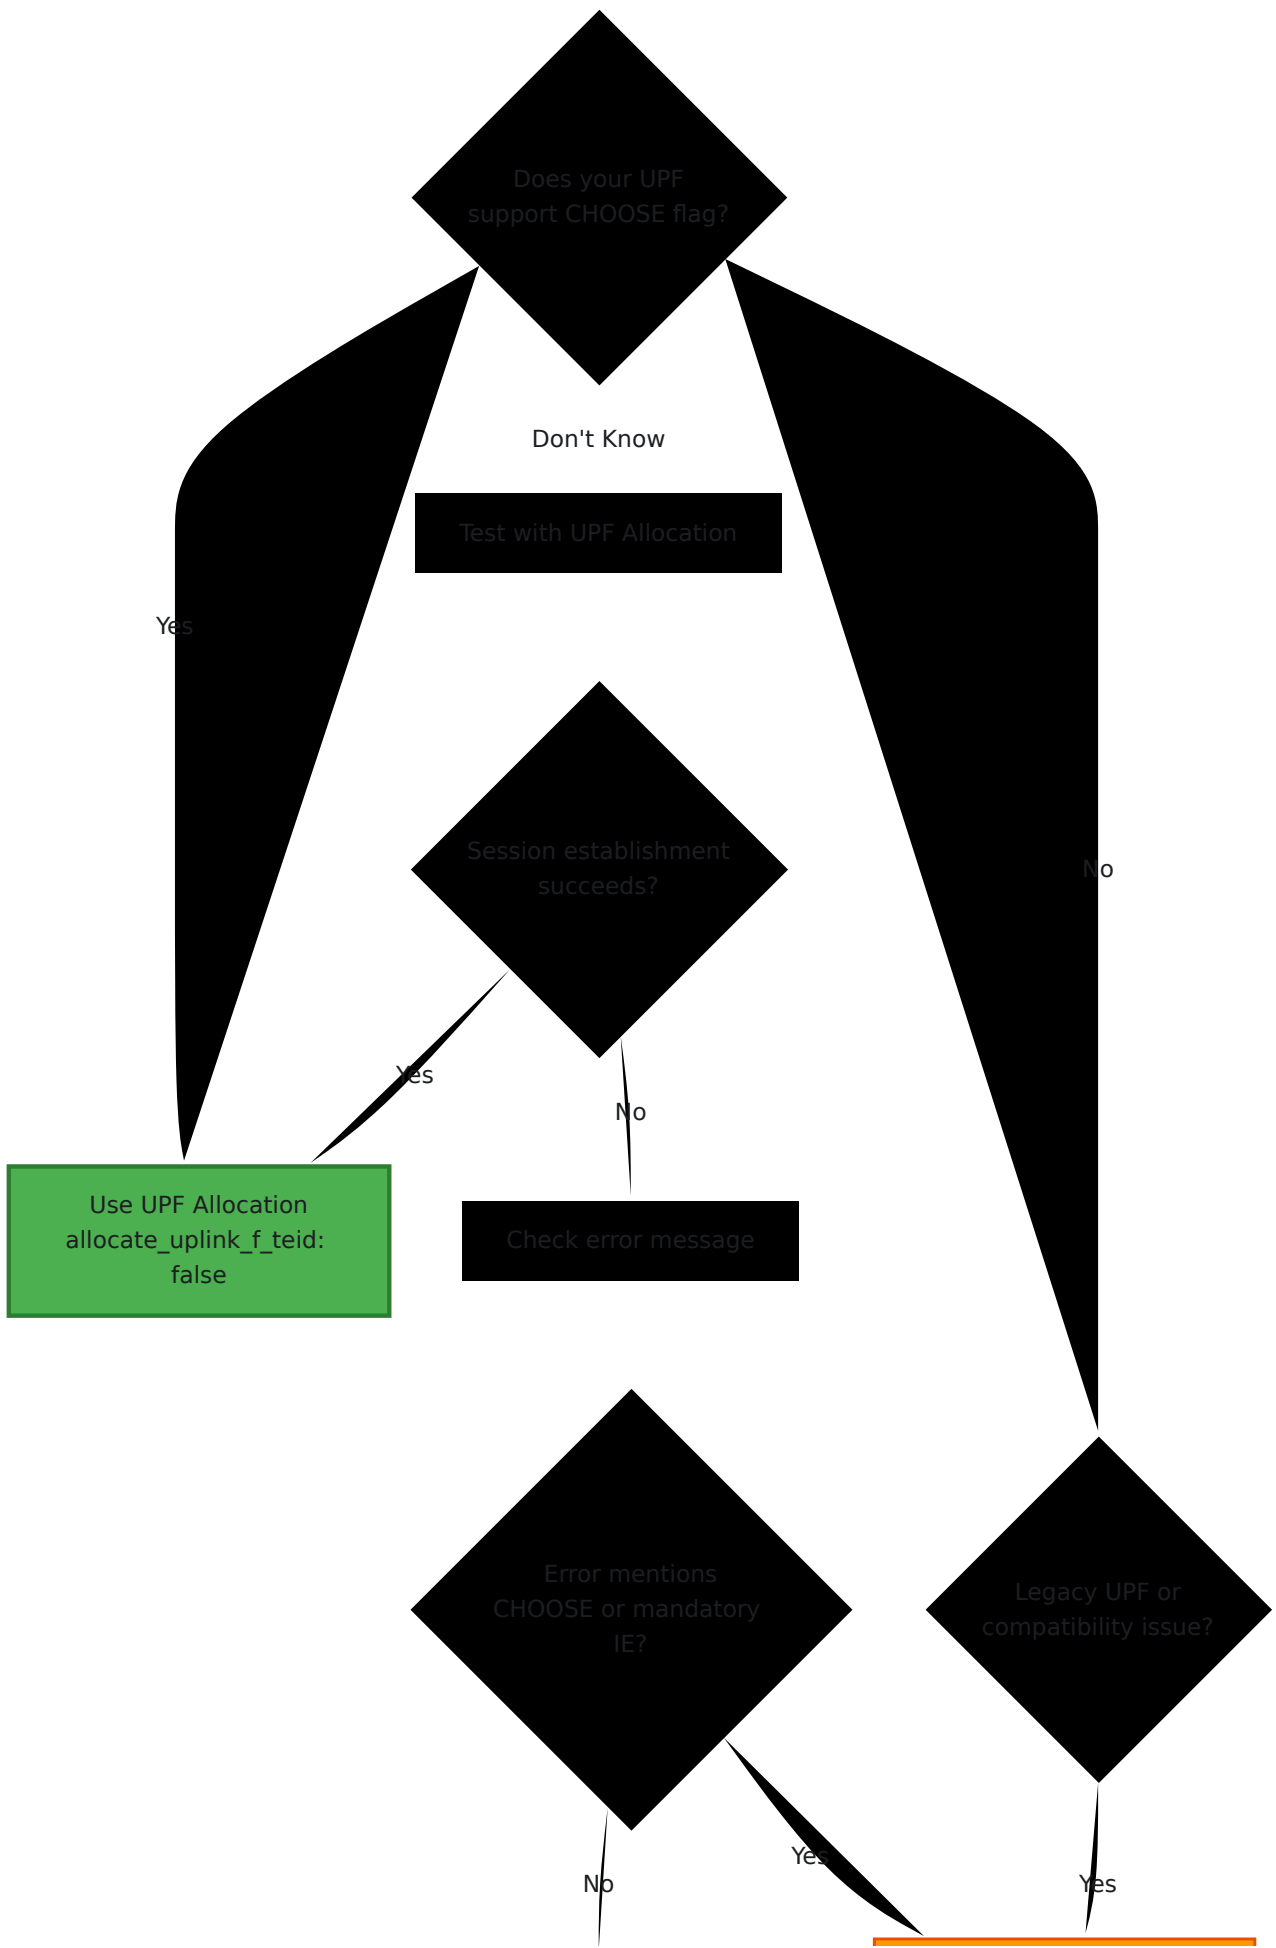 Does your UPF
support CHOOSE flag?
Don't Know
Test with UPF Allocation
Yes
Session establishment
succeeds?
No
Yes
No
Use UPF Allocation
allocate_uplink_f_teid:
false
Check error message
Error mentions
CHOOSE or mandatory
IE?
Legacy UPF or
compatibility issue?
Yes
No
Yes